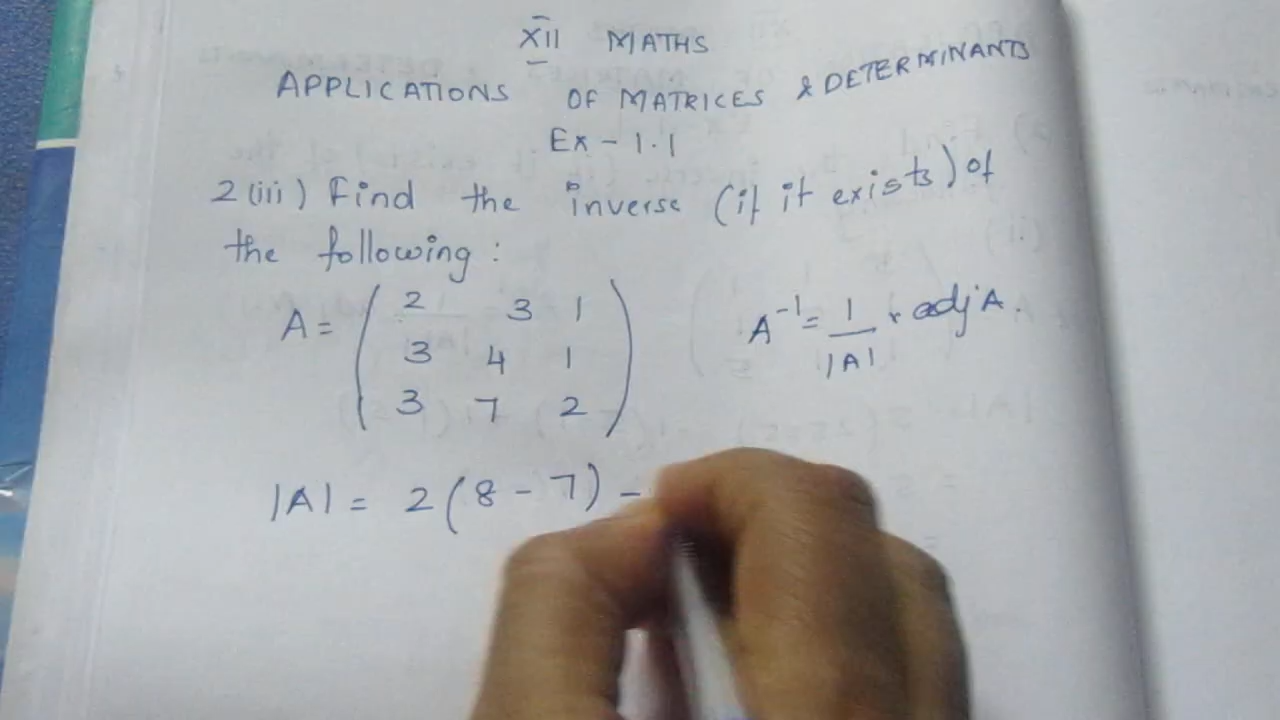 XII MATHS
APPLICATIONS OF MATRICES & DETERMINANTS
Ex - 1.1
2(iii) Find the inverse (if it exists) of
the following :
A = ( 2 3 1
3 4 1
3 7 2 )
A⁻¹ = 1/|A| × adj A.
|A| = 2(8-7) -